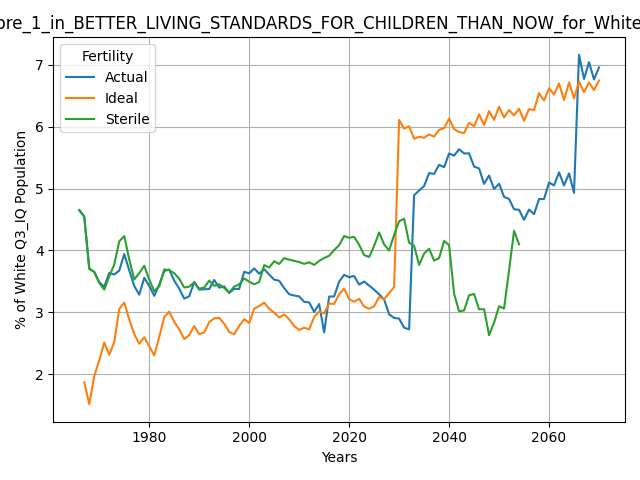 ore_1_in_BETTER_LIVING_STANDARDS_FOR_CHILDREN_THAN_NOW_for_White
Fertility
Actual
Ideal
Sterile
% of White Q3_IQ Population
7
6
5
4
3
2
1980
2000
2020
2040
2060
Years